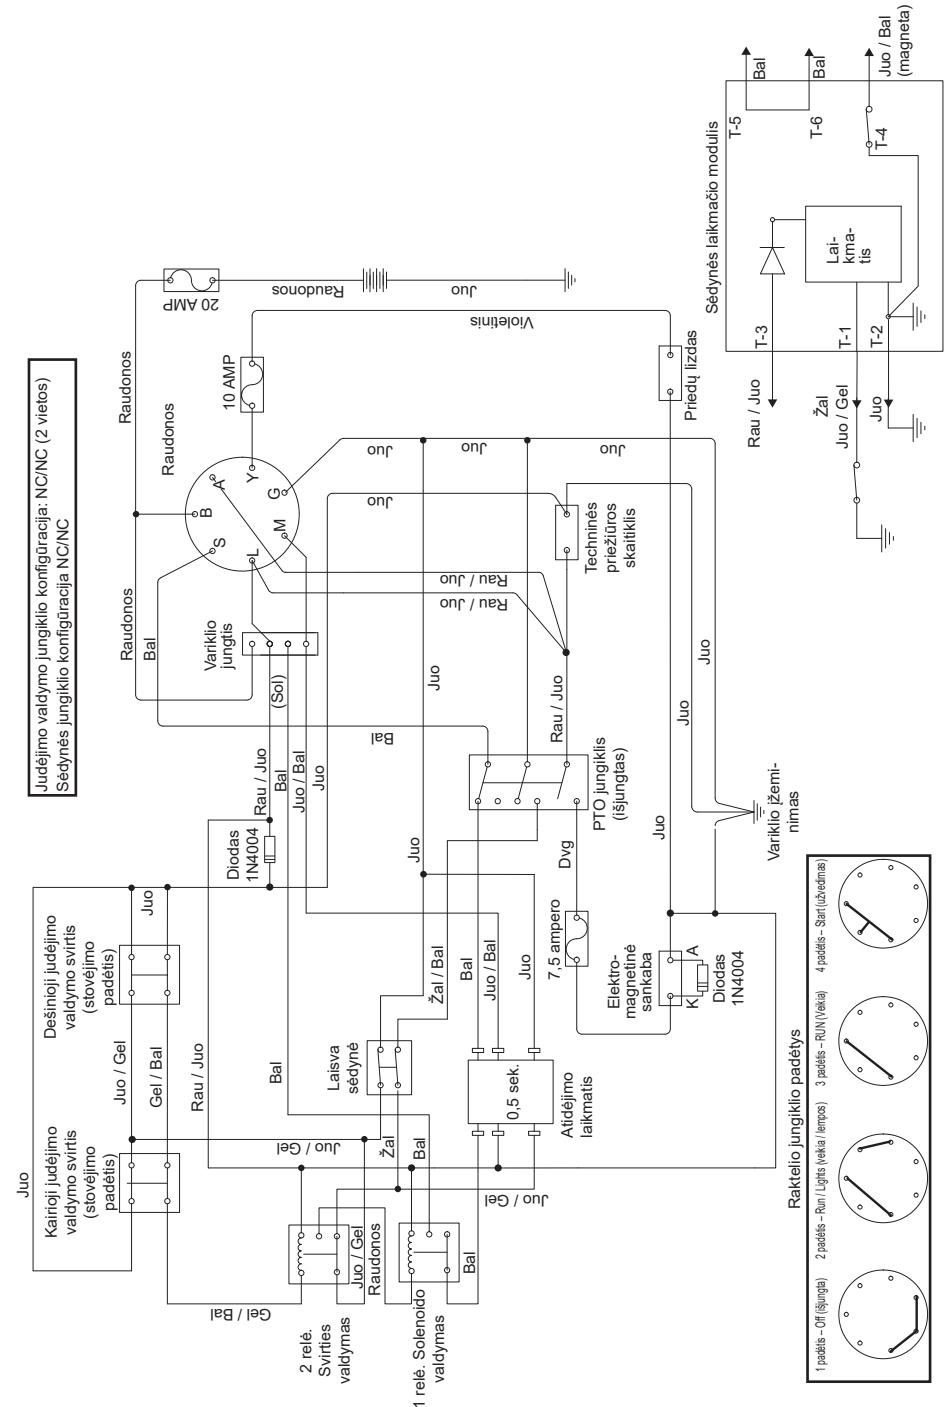 Judėjimo valdymo jungiklio konfigūracija: NC/NC (2 vietos)
Sėdynės jungiklio konfigūracija NC/NC
Juo
Kairioji judėjimo
valdymo svirtis
(stovėjimo
padėtis)
Juo / Gel
Gel / Bal
Dešinioji judėjimo
valdymo svirtis
(stovėjimo
padėtis)
Juo
Rau / Juo
Bal
Diodas
1N4004
Rau / Juo
Bal
Juo / Bal
Juo
(Sol)
Variklio
jungtis
Raudonos
Bal
Raudonos
Raudonos
20 AMP
Raudonos
Juo
10 AMP
Violetinis
B
S
L
A
Y
G
M
Juo
Juo
Juo
Juo
Rau / Juo
Rau / Juo
Techninės
priežiūros
skaitiklis
Priedų lizdas
Gel / Bal
2 relė.
Svirties
valdymas
Juo / Gel
Raudonos
1 relė. Solenoido
valdymas
Bal
Juo / Gel
Žal
Bal
Juo / Gel
Laisva
sėdynė
Žal / Bal
Juo
Juo
Bal
Bal
Juo / Bal
Juo
0,5 sek.
Atidėjimo
laikmatis
PTO jungiklis
(išjungtas)
Rau / Juo
Dvg
7,5 ampero
Elektro-
magnetinė
sankaba
K
A
Diodas
1N4004
Juo
Juo
Juo
Variklio įžemi-
nimas
Sėdynės laikmačio modulis
T-5
Bal
T-6
Bal
T-4
Juo / Bal
(magneta)
Lai-
kma-
tis
T-3
Rau / Juo
T-1
Žal
Juo / Gel
T-2
Juo
Raktelio jungiklio padėtys
1 padėtis – Off (išjungta)
2 padėtis – Run / Lights (veikia / lempos)
3 padėtis – RUN (Veikia)
4 padėtis – Start (užvedimas)